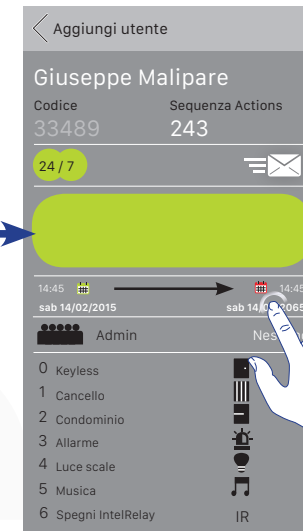 Aggiungi utente
Giuseppe Malipare
Codice Sequenza Actions
33489 243
24 / 7
14:45 14:45
sab 14/02/2015 sab
Admin
0 Keyless
1 Cancello
2 Condominio
3 Allarme
4 Luce scale
5 Musica
6 Spegni IntelRelay IR